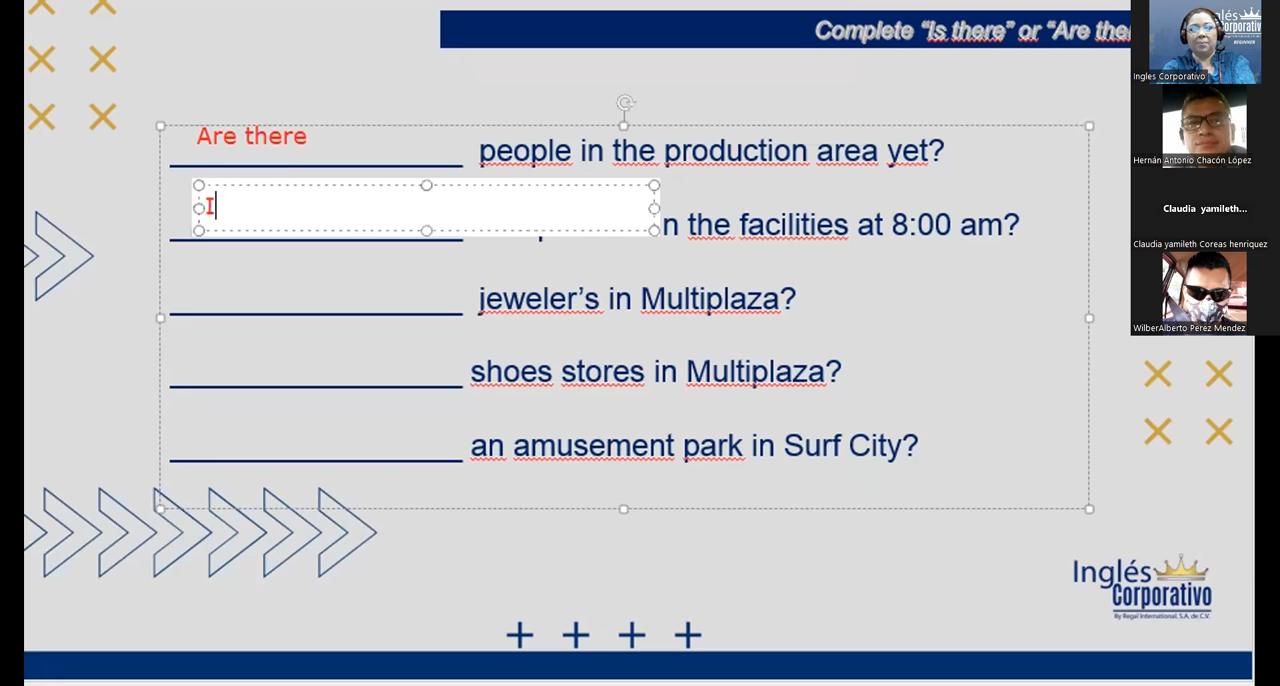 Complete “Is there” or “Are the
Inglés Corporativo
Hernán Antonio Chacón López
Claudia yamileth...
Claudia yamileth Coreas henriquez
WilberAlberto Perez Mendez
Are there
people in the production area yet?
I
n the facilities at 8:00 am?
jeweler’s in Multiplaza?
shoes stores in Multiplaza?
an amusement park in Surf City?
Inglés
Corporativo
By Regal International, S.A. de C.V.